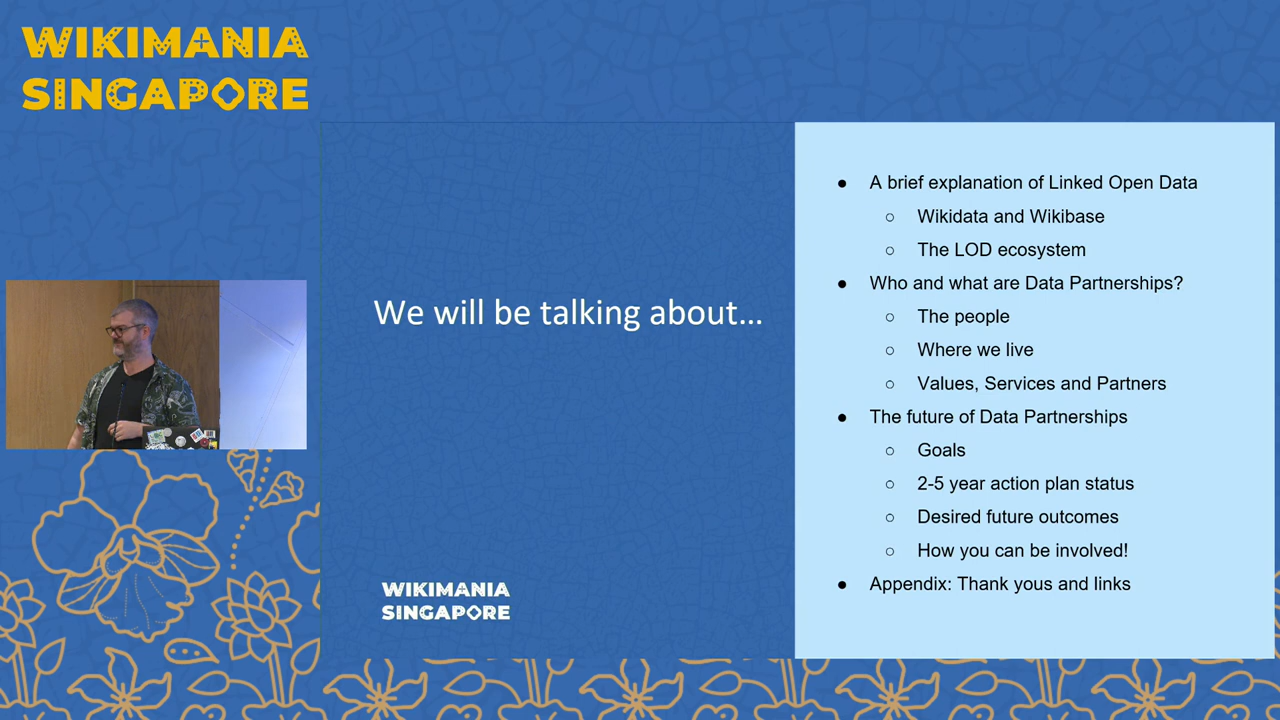 WIKIMANIA
SINGAPORE
We will be talking about...
● A brief explanation of Linked Open Data
○ Wikidata and Wikibase
○ The LOD ecosystem
● Who and what are Data Partnerships?
○ The people
○ Where we live
○ Values, Services and Partners
● The future of Data Partnerships
○ Goals
○ 2-5 year action plan status
○ Desired future outcomes
○ How you can be involved!
● Appendix: Thank yous and links
WIKIMANIA
SINGAPORE